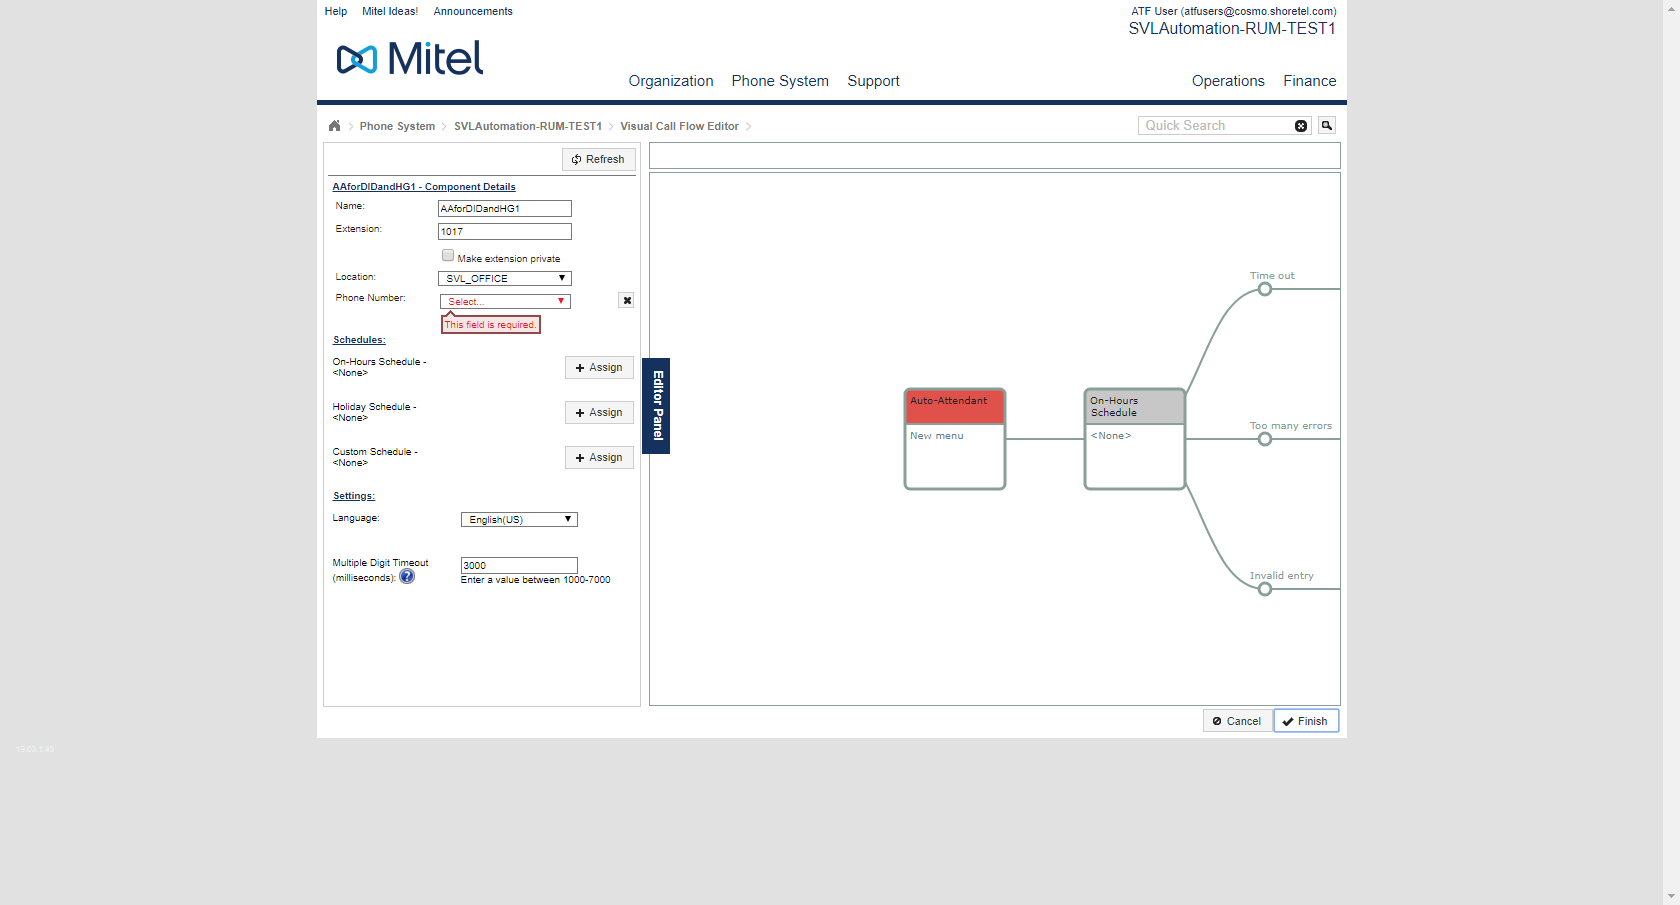 Help Mitel Ideas! Announcements
ATF User (atfusers@cosmo.shoretel.com)
SVLAutomation-RUM-TEST1
Mitel
Organization Phone System Support Operations Finance
Phone System SVLAutomation-RUM-TEST1 Visual Call Flow Editor
Quick Search
Refresh
AAforDIDandHG1 - Component Details
Name: AAforDIDandHG1
Extension: 1017
Make extension private
Location: SVL_OFFICE
Phone Number: Select...
This field is required.
Schedules:
On-Hours Schedule -
<None>
Assign
Holiday Schedule -
<None>
Assign
Custom Schedule -
<None>
Assign
Settings:
Language: English(US)
Multiple Digit Timeout
(milliseconds): ?
3000
Enter a value between 1000-7000
Editor Panel
Auto-Attendant
New menu
On-Hours
Schedule
<None>
Time out
Too many errors
Invalid entry
Cancel Finish